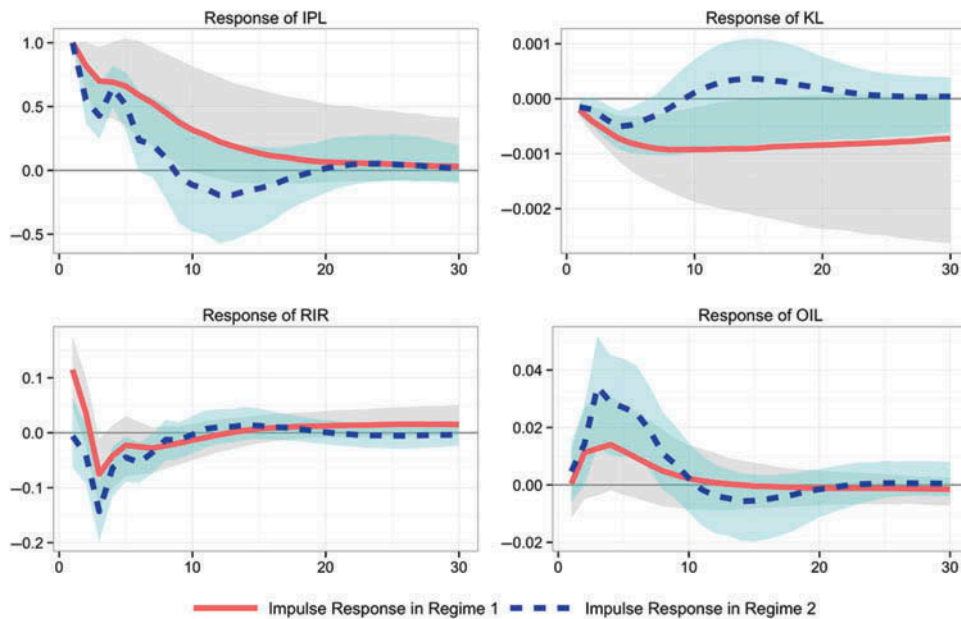 Response of IPL
1.0
0.5
0.0
−0.5
0 10 20 30
Response of KL
0.001
0.000
−0.001
−0.002
0 10 20 30
Response of RIR
0.1
0.0
−0.1
−0.2
0 10 20 30
Response of OIL
0.04
0.02
0.00
−0.02
0 10 20 30
Impulse Response in Regime 1 Impulse Response in Regime 2